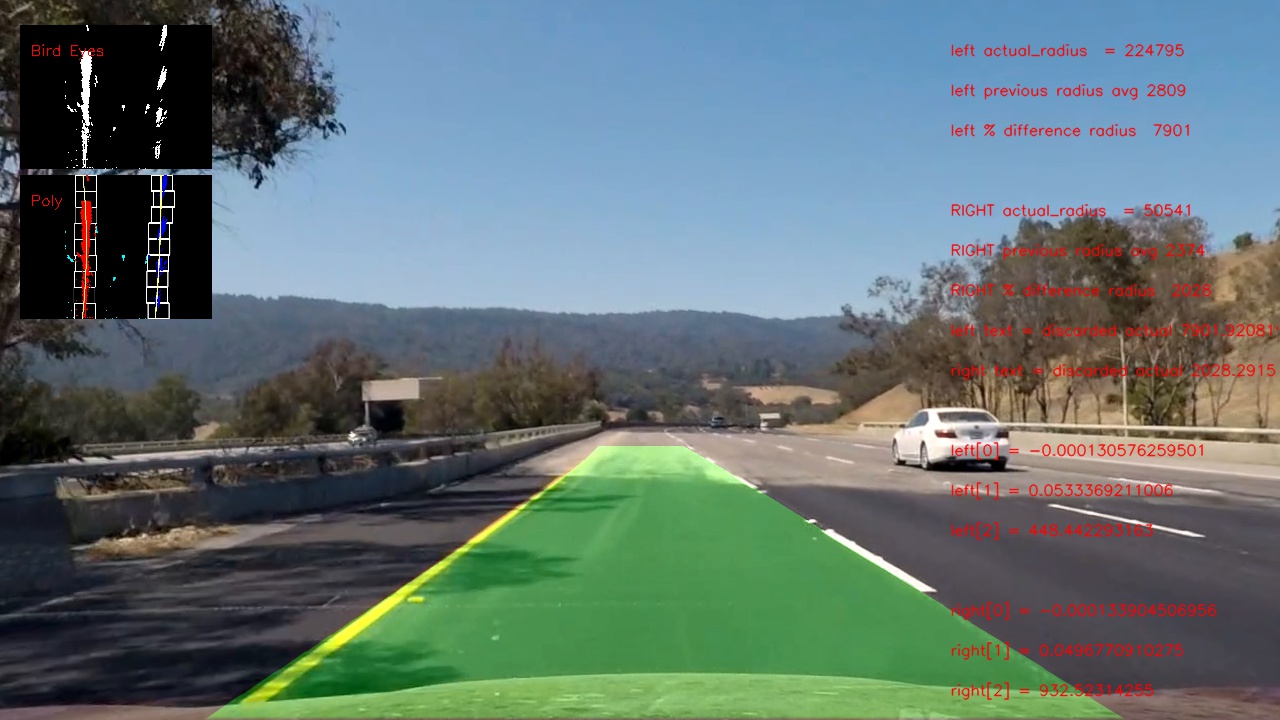 Bird Eyes
Poly
left actual_radius = 224795
left previous radius avg 2809
left % difference radius 7901
RIGHT actual_radius = 50541
RIGHT previous radius avg 2374
RIGHT % difference radius 2028
left text = discarded actual 7901.92081
right text = discarded actual 2028.2915
left[0] = -0.000130576259501
left[1] = 0.0533369211006
left[2] = 448.442293163
right[0] = -0.000133904506956
right[1] = 0.0496770910275
right[2] = 932.52314255